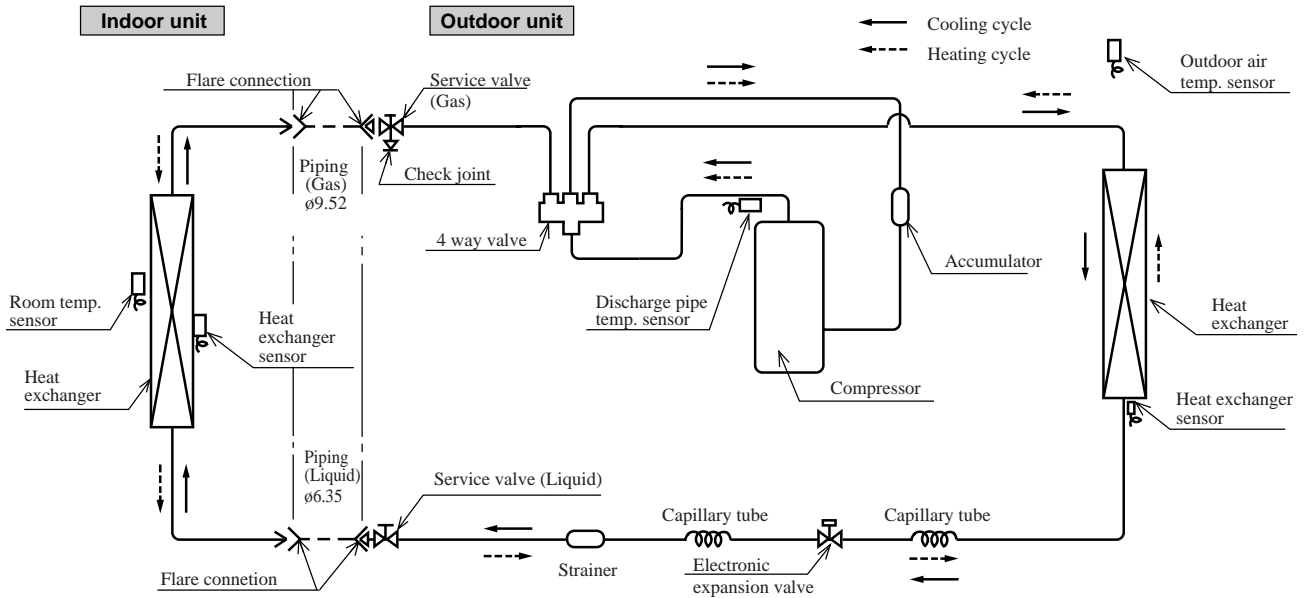 Indoor unit
Outdoor unit
Cooling cycle
Heating cycle
Outdoor air
temp. sensor
Flare connection
Service valve
(Gas)
Piping
(Gas)
ø9.52
Check joint
4 way valve
Accumulator
Room temp.
sensor
Heat
exchanger
sensor
Discharge pipe
temp. sensor
Heat
exchanger
Heat
exchanger
Compressor
Heat exchanger
sensor
Piping
(Liquid)
ø6.35
Service valve (Liquid)
Capillary tube
Capillary tube
Flare connetion
Strainer
Electronic
expansion valve